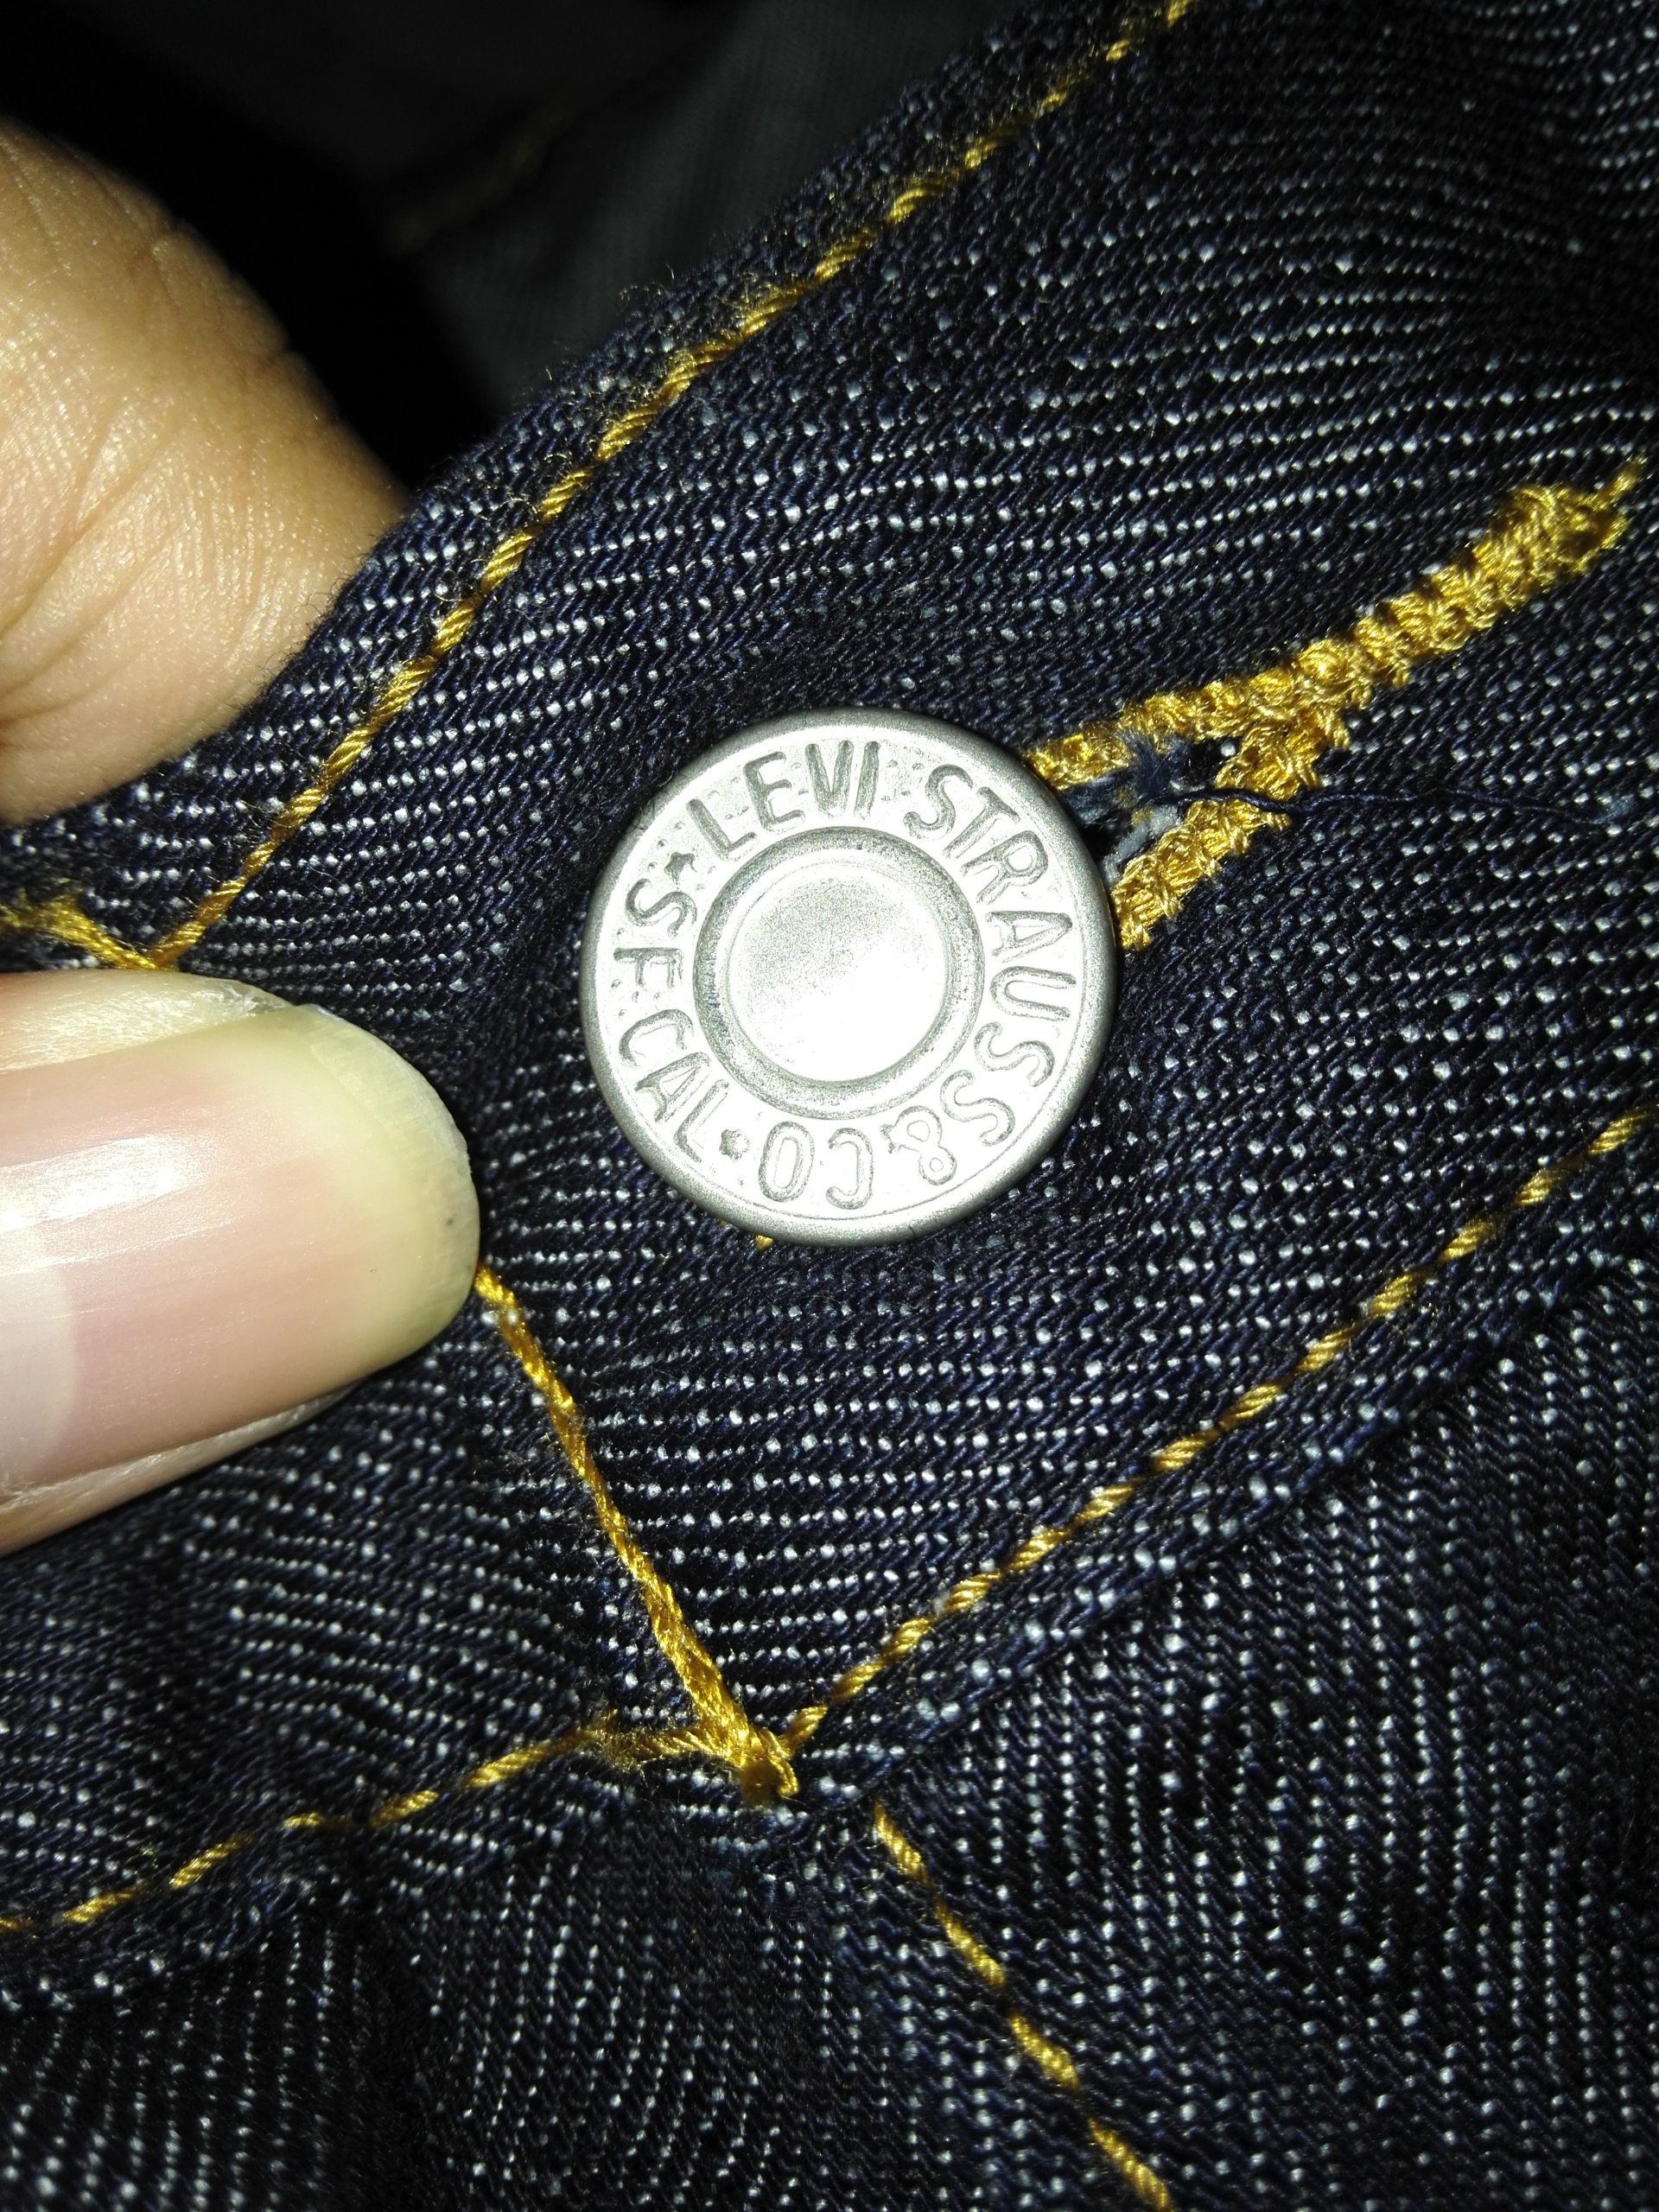 LEVI STRAUSS & CO
S.F. CAL